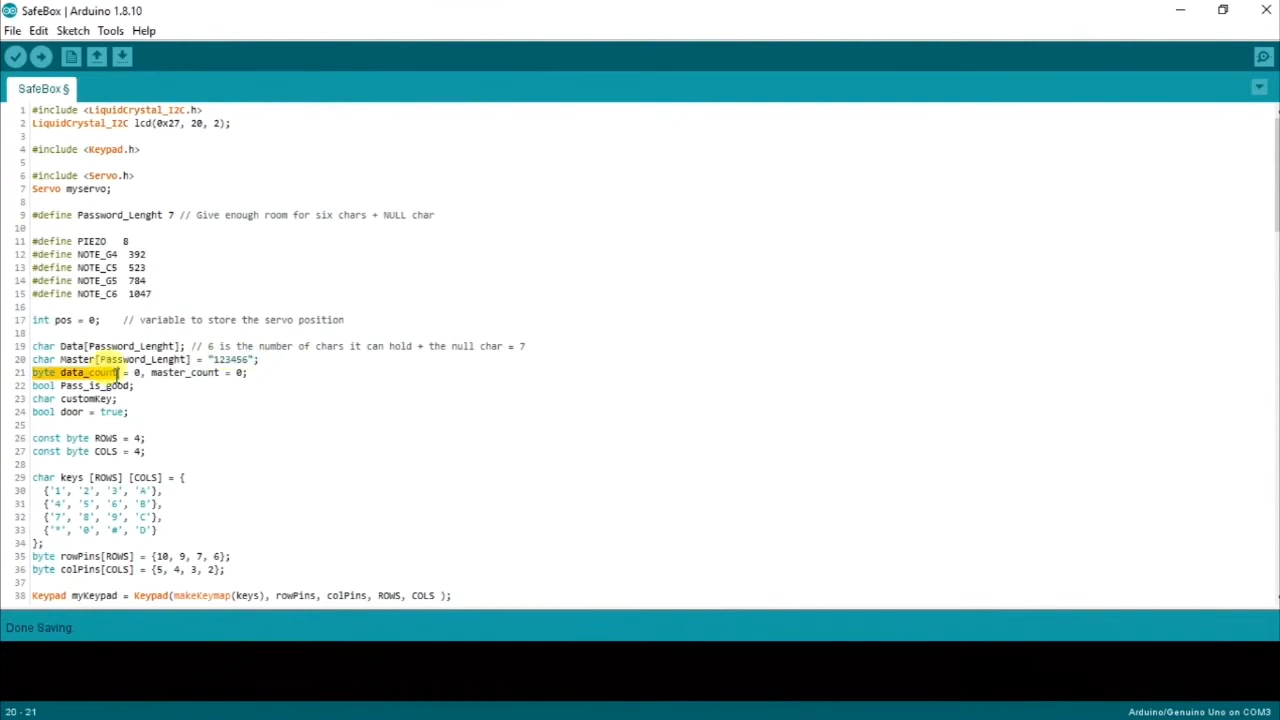 SafeBox | Arduino 1.8.10
File Edit Sketch Tools Help
SafeBox §
1 #include <LiquidCrystal_I2C.h>
2 LiquidCrystal_I2C lcd(0x27, 20, 2);
3
4 #include <Keypad.h>
5
6 #include <Servo.h>
7 Servo myservo;
8
9 #define Password_Lenght 7 // Give enough room for six chars + NULL char
10
11 #define PIEZO 8
12 #define NOTE_G4 392
13 #define NOTE_C5 523
14 #define NOTE_G5 784
15 #define NOTE_C6 1047
16
17 int pos = 0; // variable to store the servo position
18
19 char Data[Password_Lenght]; // 6 is the number of chars it can hold + the null char = 7
20 char Master[Password_Lenght] = "123456";
21 byte data_count = 0, master_count = 0;
22 bool Pass_is_good;
23 char customKey;
24 bool door = true;
25
26 const byte ROWS = 4;
27 const byte COLS = 4;
28
29 char keys [ROWS] [COLS] = {
30 {'1', '2', '3', 'A'},
31 {'4', '5', '6', 'B'},
32 {'7', '8', '9', 'C'},
33 {'*', '0', '#', 'D'}
34 };
35 byte rowPins[ROWS] = {10, 9, 7, 6};
36 byte colPins[COLS] = {5, 4, 3, 2};
37
38 Keypad myKeypad = Keypad(makeKeymap(keys), rowPins, colPins, ROWS, COLS );
Done Saving.
20 - 21 Arduino/Genuino Uno on COM3